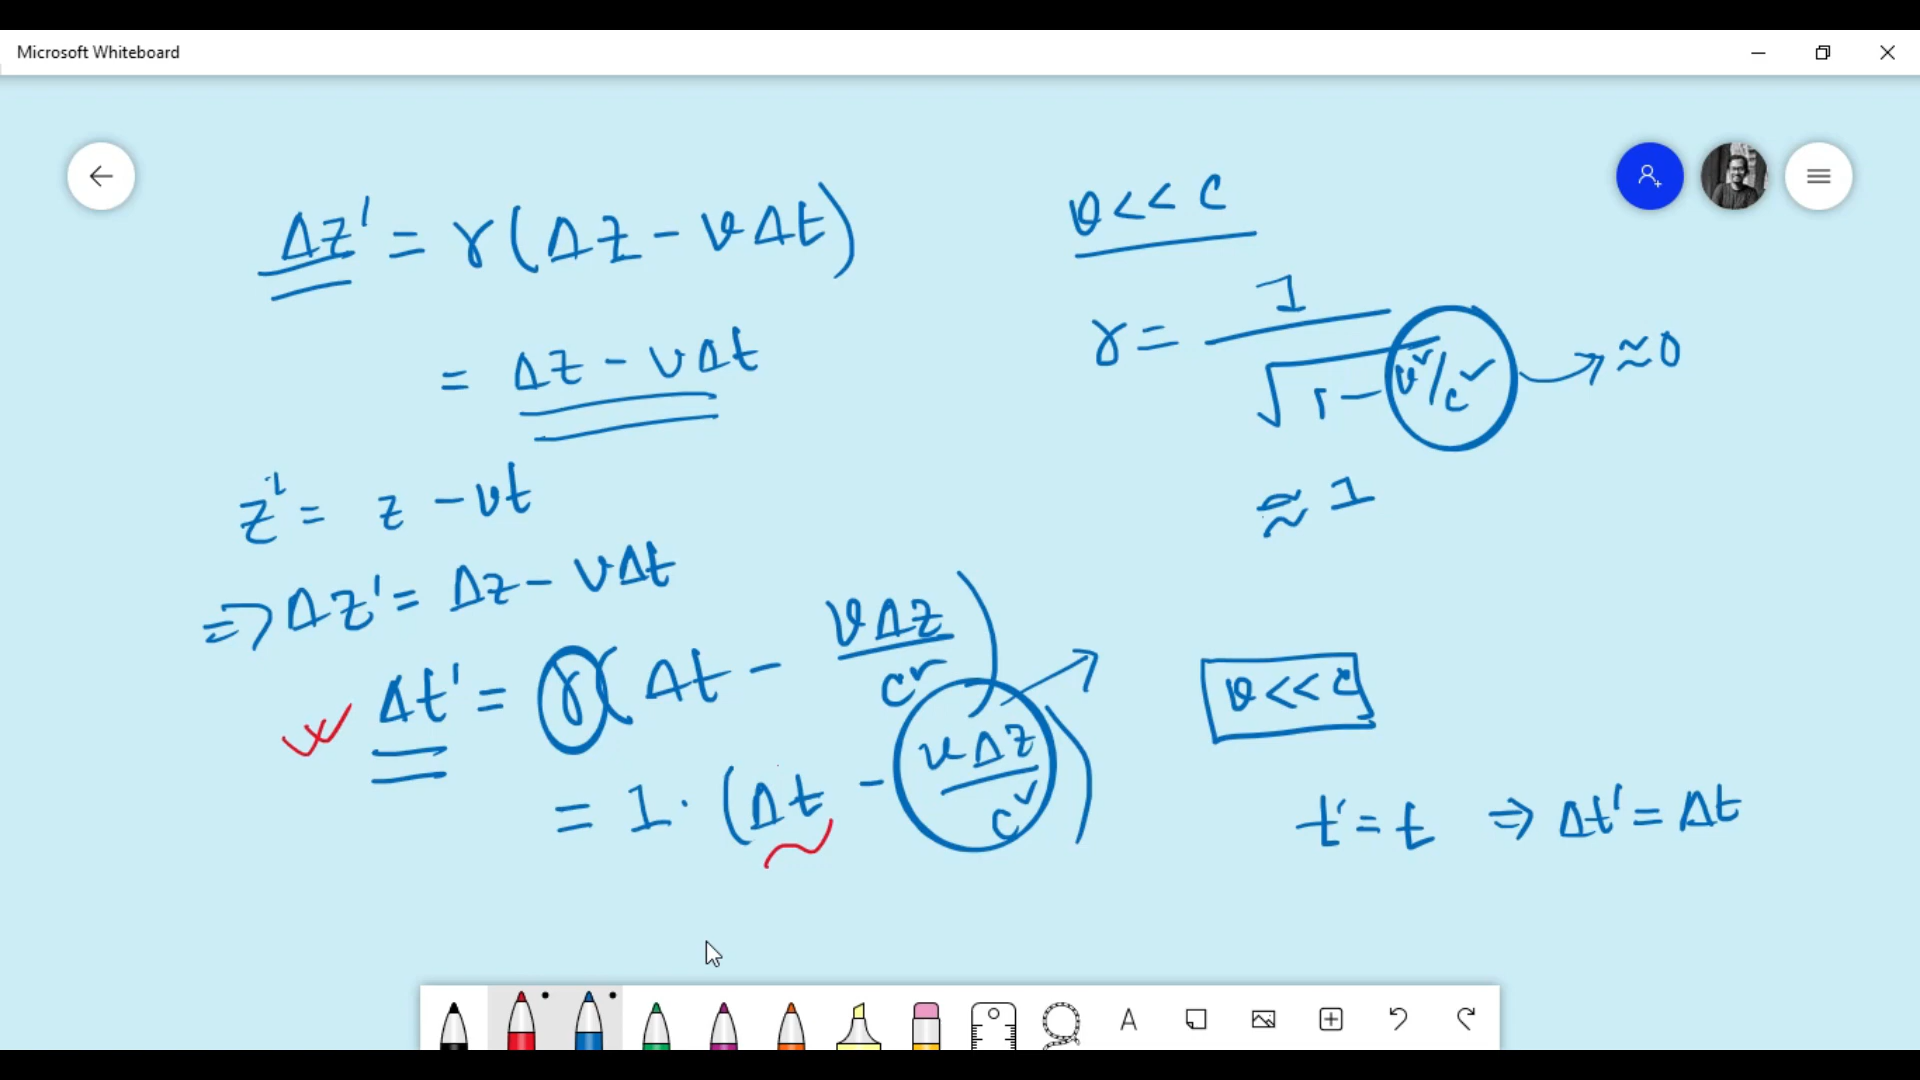 Microsoft Whiteboard
Δz' = γ(Δz - vΔt)
= Δz - vΔt
z' = z - vt
⇒ Δz' = Δz - vΔt
Δt' = γ(Δt - vΔz/c²)
= 1 · (Δt - vΔz/c²)
v << c
γ = 1/√(1 - v²/c²) → ≈ 0
≈ 1
v << c
t' = t ⇒ Δt' = Δt
A